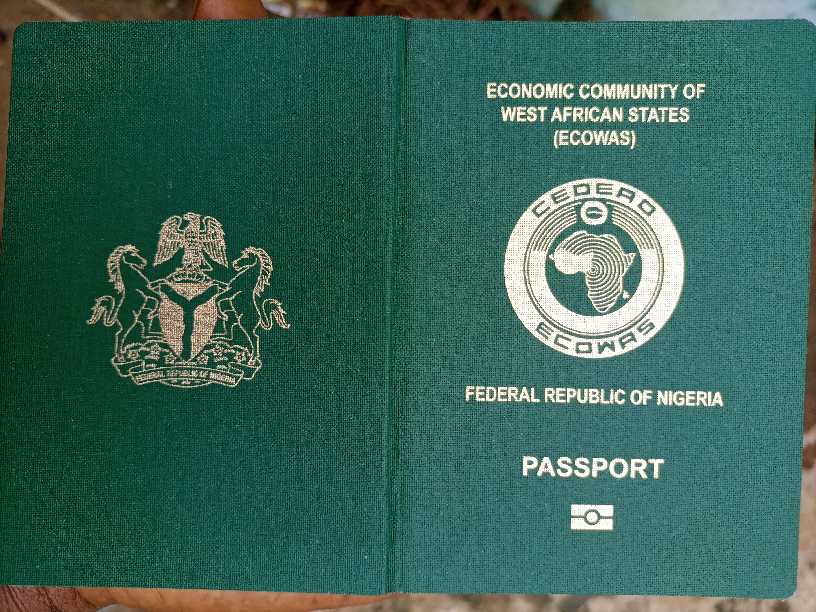 FEDERAL REPUBLIC OF NIGERIA
ECONOMIC COMMUNITY OF
WEST AFRICAN STATES
(ECOWAS)
CEDEAO
ECOWAS
FEDERAL REPUBLIC OF NIGERIA
PASSPORT